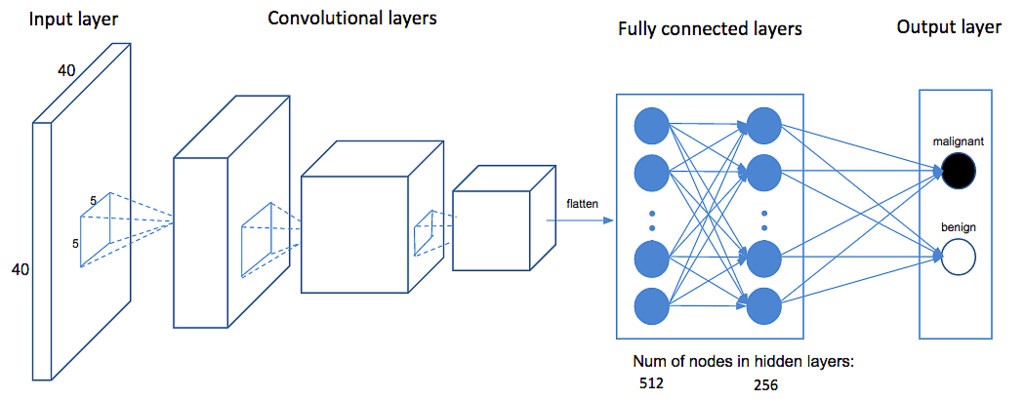 Input layer
Convolutional layers
Fully connected layers
Output layer
40
40
5
5
flatten
malignant
benign
Num of nodes in hidden layers:
512 256